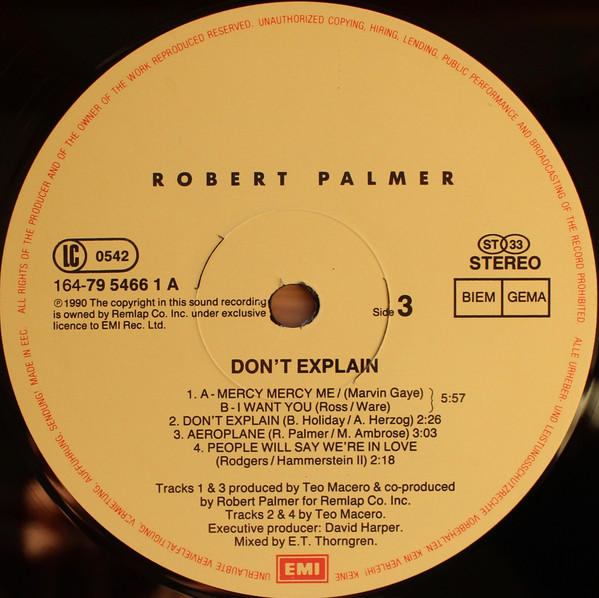 ALL RIGHTS OF THE PRODUCER AND OF THE OWNER OF THE WORK REPRODUCED RESERVED. UNAUTHORIZED COPYING, HIRING, LENDING, PUBLIC PERFORMANCE AND BROADCASTING OF THE RECORD PROHIBITED.
ROBERT PALMER
LC 0542
164-79 5466 1 A
℗ 1990 The copyright in this sound recording
is owned by Remlap Co. Inc. under exclusive
licence to EMI Rec. Ltd.
ST 33
STEREO
BIEM GEMA
Side 3
DON'T EXPLAIN
1. A - MERCY MERCY ME / (Marvin Gaye)
B - I WANT YOU (Ross / Ware) 5:57
2. DON'T EXPLAIN (B. Holiday / A. Herzog) 2:26
3. AEROPLANE (R. Palmer / M. Ambrose) 3:03
4. PEOPLE WILL SAY WE'RE IN LOVE
(Rodgers / Hammerstein II) 2:18
Tracks 1 & 3 produced by Teo Macero & co-produced
by Robert Palmer for Remlap Co. Inc.
Tracks 2 & 4 by Teo Macero.
Executive producer: David Harper.
Mixed by E.T. Thorngren.
EMI
ALLE URHEBER- UND LEISTUNGSSCHUTZRECHTE VORBEHALTEN KEIN VERLEIH! KEINE
UNERLAUBTE VERVIELFÄLTIGUNG, VERMIETUNG, AUFFÜHRUNG, SENDUNG! MADE IN EEC